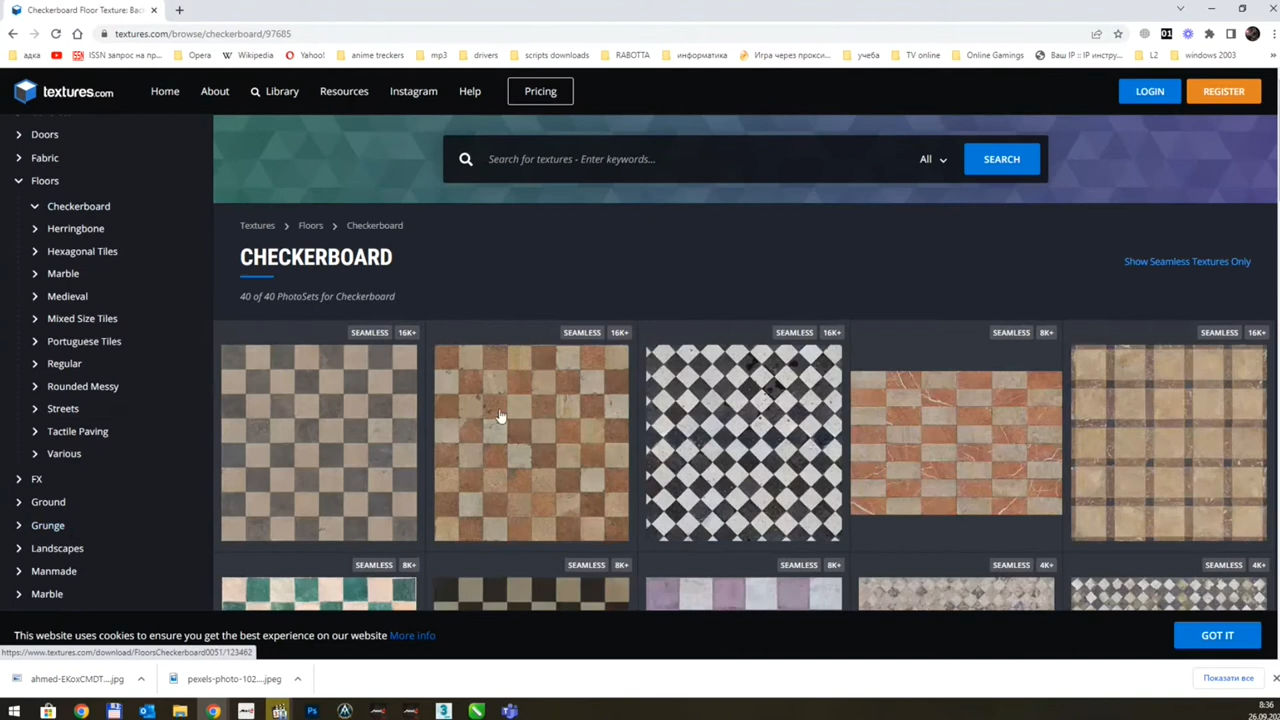 Checkerboard Floor Texture: Bac
textures.com/browse/checkerboard/97685
адка
ISSN запрос на пр...
Opera
Wikipedia
Yahoo!
anime treckers
mp3
drivers
scripts downloads
RABOTTA
информатика
Игра через прокси...
учеба
TV online
Online Gamings
Ваш IP :: IP инстру...
L2
windows 2003
textures.com
Home
About
Library
Resources
Instagram
Help
Pricing
LOGIN
REGISTER
Doors
Fabric
Floors
Checkerboard
Herringbone
Hexagonal Tiles
Marble
Medieval
Mixed Size Tiles
Portuguese Tiles
Regular
Rounded Messy
Streets
Tactile Paving
Various
FX
Ground
Grunge
Landscapes
Manmade
Marble
Search for textures - Enter keywords...
All
SEARCH
Textures > Floors > Checkerboard
CHECKERBOARD
Show Seamless Textures Only
40 of 40 PhotoSets for Checkerboard
SEAMLESS 16K+
SEAMLESS 16K+
SEAMLESS 16K+
SEAMLESS 8K+
SEAMLESS 16K+
SEAMLESS 8K+
SEAMLESS 8K+
SEAMLESS 8K+
SEAMLESS 4K+
SEAMLESS 4K+
This website uses cookies to ensure you get the best experience on our website More info
GOT IT
https://www.textures.com/download/FloorsCheckerboard0051/123462
ahmed-EKoxCMDT....jpg
pexels-photo-102....jpeg
Показати все
8:36
26.09.20